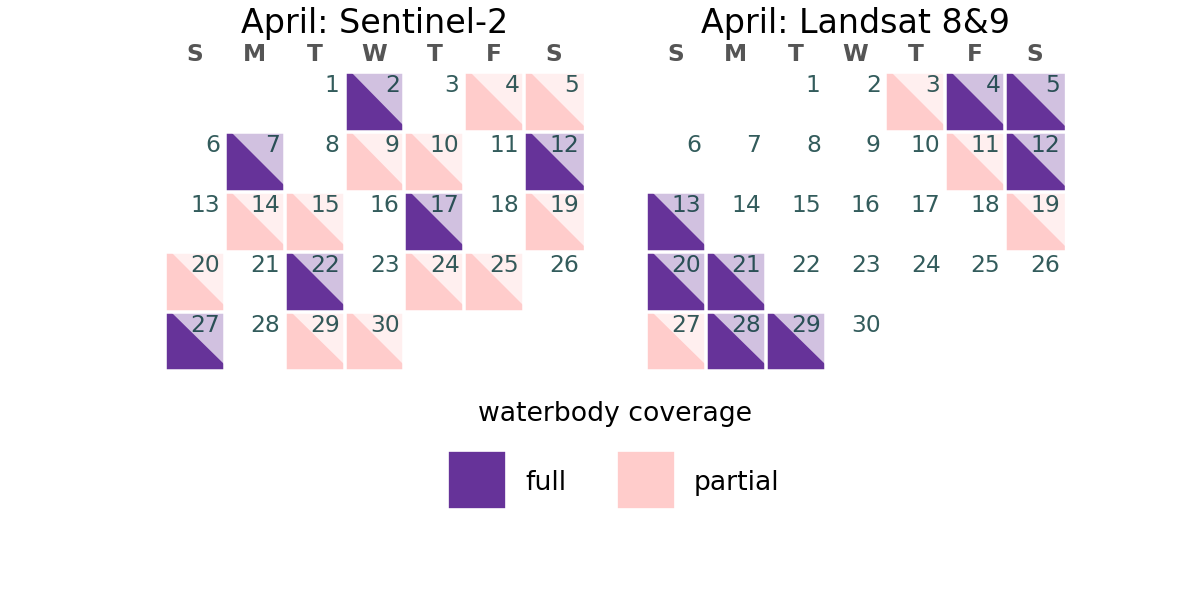 April: Sentinel-2
S M T W T F S
1 2 3 4 5
6 7 8 9 10 11 12
13 14 15 16 17 18 19
20 21 22 23 24 25 26
27 28 29 30
April: Landsat 8&9
S M T W T F S
1 2 3 4 5
6 7 8 9 10 11 12
13 14 15 16 17 18 19
20 21 22 23 24 25 26
27 28 29 30
waterbody coverage
full
partial